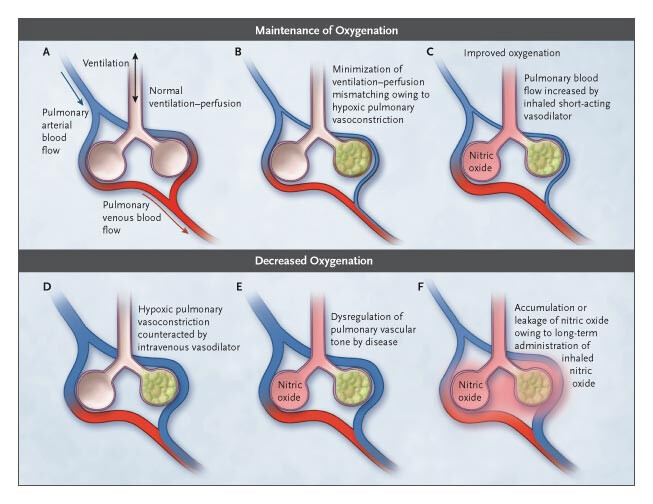 Maintenance of Oxygenation
A
Ventilation
Normal
ventilation–perfusion
Pulmonary
arterial
blood
flow
Pulmonary
venous blood
flow
B
Minimization of
ventilation–perfusion
mismatching owing to
hypoxic pulmonary
vasoconstriction
C
Improved oxygenation
Pulmonary blood
flow increased by
inhaled short-acting
vasodilator
Nitric
oxide
Decreased Oxygenation
D
Hypoxic pulmonary
vasoconstriction
counteracted by
intravenous vasodilator
E
Dysregulation of
pulmonary vascular
tone by disease
Nitric
oxide
F
Accumulation or
leakage of nitric oxide
owing to long-term
administration of
inhaled
nitric
oxide
Nitric
oxide